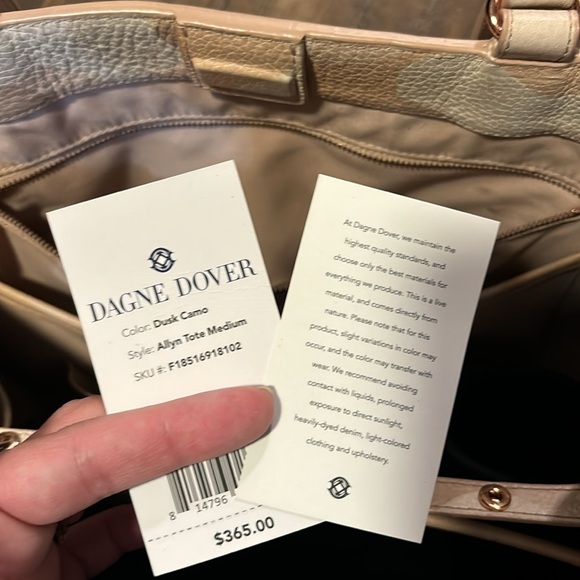 DAGNE DOVER
Color: Dusk Camo
Style: Allyn Tote Medium
SKU #: F18516918102
8 14796
$365.00
At Dagne Dover, we maintain the
highest quality standards, and
choose only the best materials for
everything we produce. This is a live
material, and comes directly from
nature. Please note that for this
product, slight variations in color may
occur, and the color may transfer with
wear. We recommend avoiding
contact with liquids, prolonged
exposure to direct sunlight,
heavily-dyed denim, light-colored
clothing and upholstery.